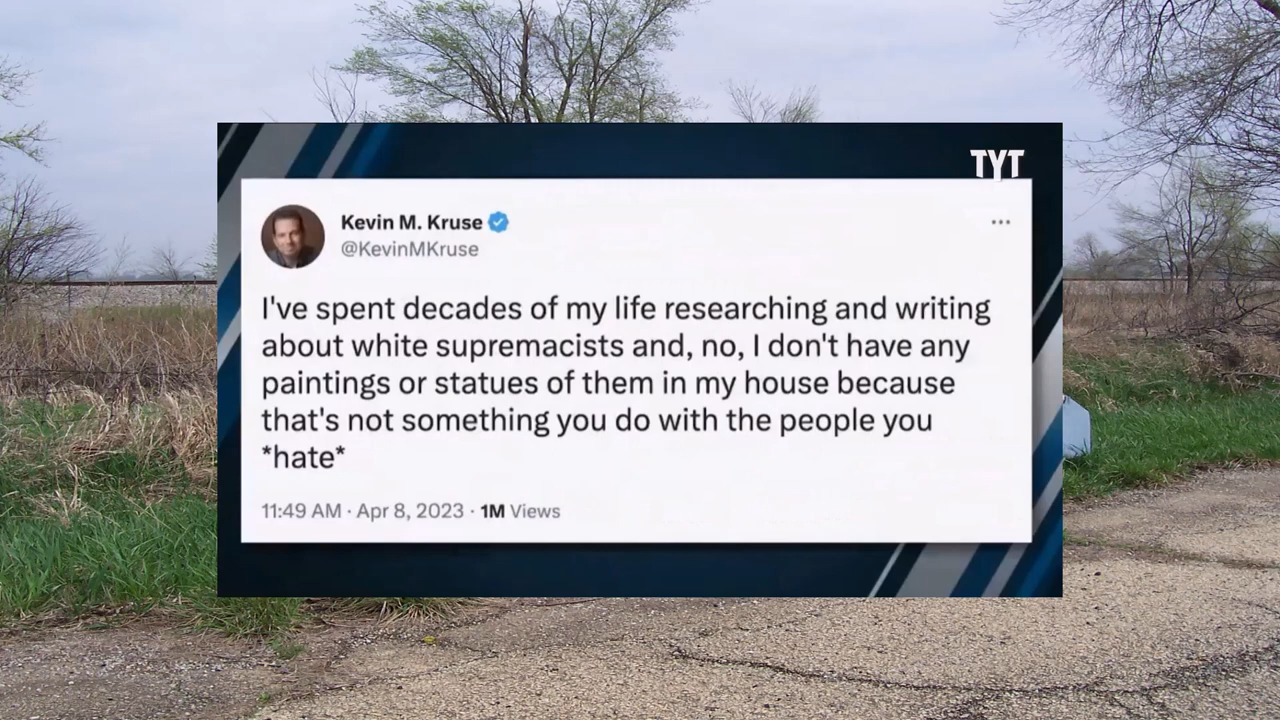 TYT
Kevin M. Kruse
@KevinMKruse
I've spent decades of my life researching and writing
about white supremacists and, no, I don't have any
paintings or statues of them in my house because
that's not something you do with the people you
*hate*
11:49 AM · Apr 8, 2023 · 1M Views